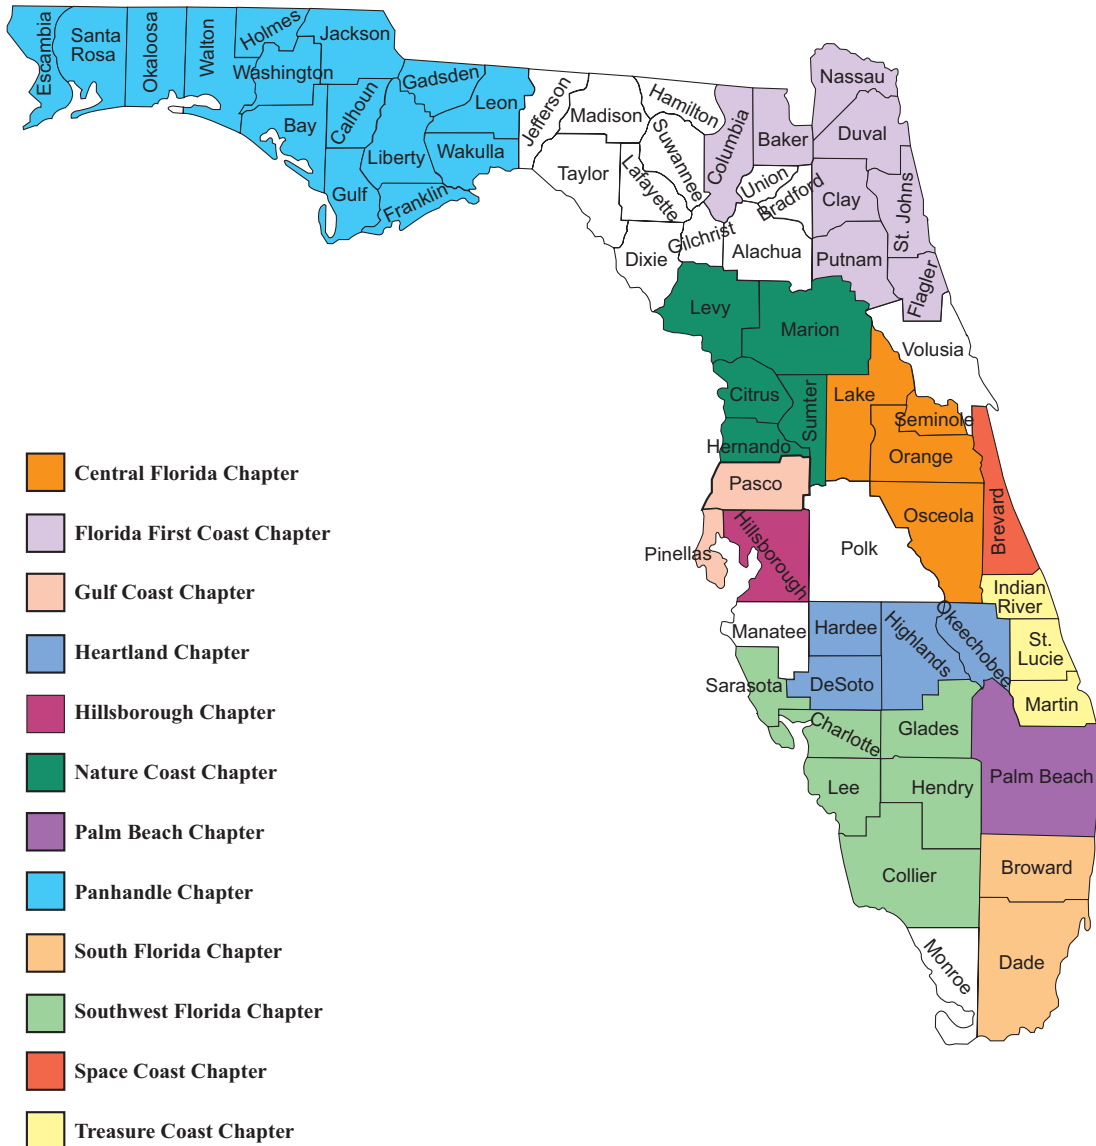 Escambia
Santa
Rosa
Okaloosa
Walton
Holmes
Jackson
Washington
Bay
Calhoun
Gulf
Liberty
Gadsden
Leon
Wakulla
Franklin
Jefferson
Madison
Taylor
Hamilton
Suwannee
Lafayette
Dixie
Columbia
Baker
Nassau
Duval
Union
Bradford
Clay
St. Johns
Gilchrist
Alachua
Putnam
Flagler
Levy
Marion
Volusia
Citrus
Sumter
Lake
Seminole
Hernando
Orange
Pasco
Osceola
Brevard
Pinellas
Hillsborough
Polk
Indian
River
Manatee
Hardee
Highlands
Okeechobee
St.
Lucie
Sarasota
DeSoto
Martin
Charlotte
Glades
Lee
Hendry
Palm Beach
Collier
Broward
Monroe
Dade
Central Florida Chapter
Florida First Coast Chapter
Gulf Coast Chapter
Heartland Chapter
Hillsborough Chapter
Nature Coast Chapter
Palm Beach Chapter
Panhandle Chapter
South Florida Chapter
Southwest Florida Chapter
Space Coast Chapter
Treasure Coast Chapter